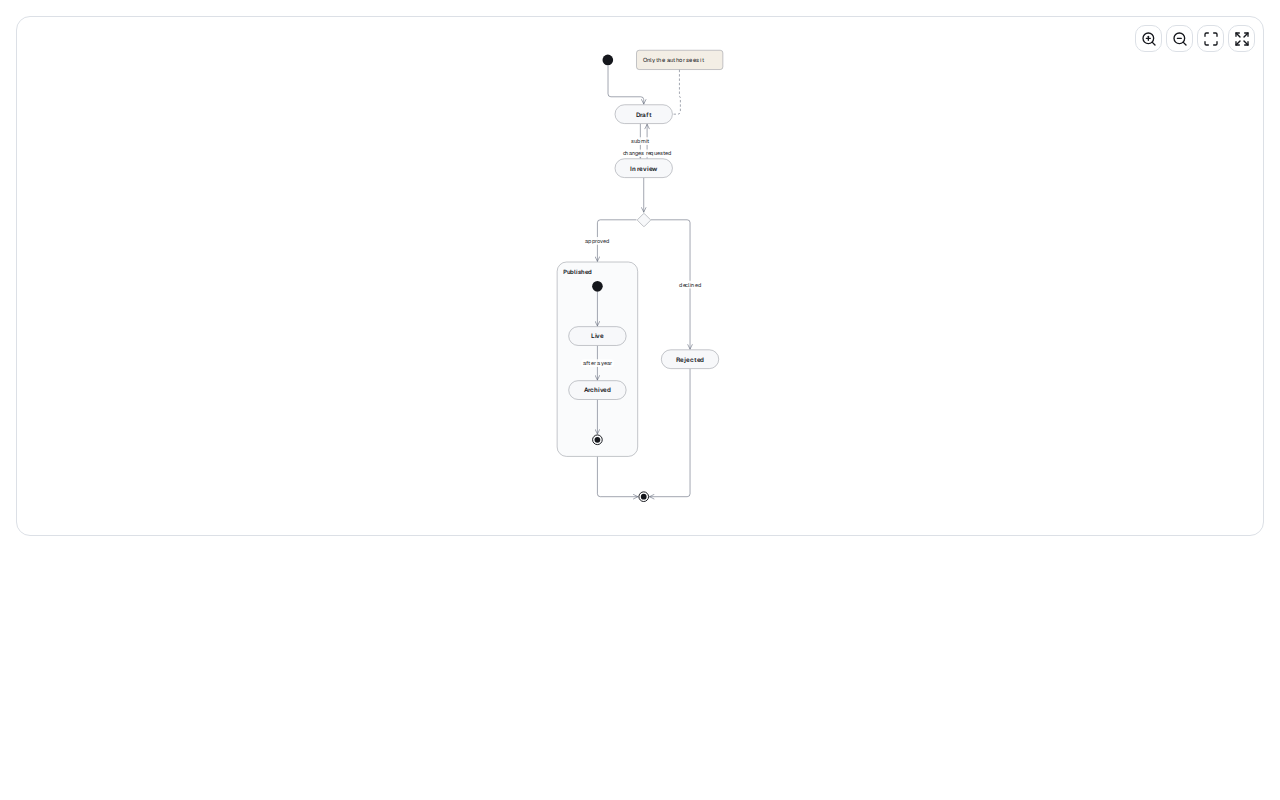 Only the author sees it
Draft
submit
changes requested
In review
approved
Published
declined
Live
Rejected
after a year
Archived